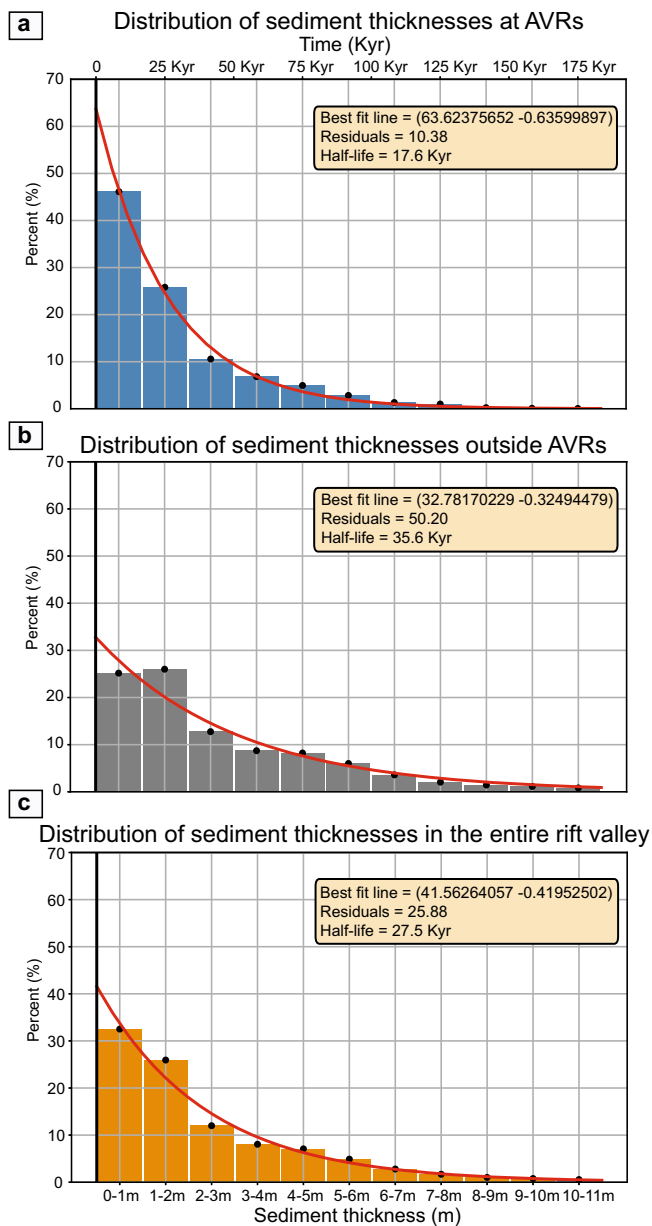 a
Distribution of sediment thicknesses at AVRs
Time (Kyr)
0 25 Kyr 50 Kyr 75 Kyr 100 Kyr 125 Kyr 150 Kyr 175 Kyr
70
60
50
40
30
20
10
0
Percent (%)
Best fit line = (63.62375652 -0.63599897)
Residuals = 10.38
Half-life = 17.6 Kyr
b
Distribution of sediment thicknesses outside AVRs
70
60
50
40
30
20
10
0
Percent (%)
Best fit line = (32.78170229 -0.32494479)
Residuals = 50.20
Half-life = 35.6 Kyr
c
Distribution of sediment thicknesses in the entire rift valley
70
60
50
40
30
20
10
0
Percent (%)
Best fit line = (41.56264057 -0.41952502)
Residuals = 25.88
Half-life = 27.5 Kyr
0-1m 1-2m 2-3m 3-4m 4-5m 5-6m 6-7m 7-8m 8-9m 9-10m 10-11m
Sediment thickness (m)